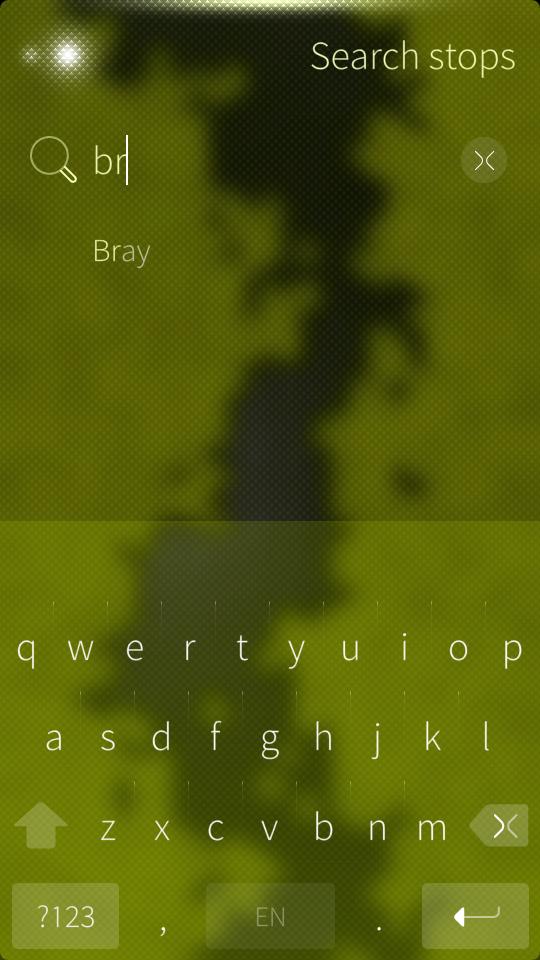 Search stops
br
Bray
q w e r t y u i o p
a s d f g h j k l
z x c v b n m
?123 , EN .